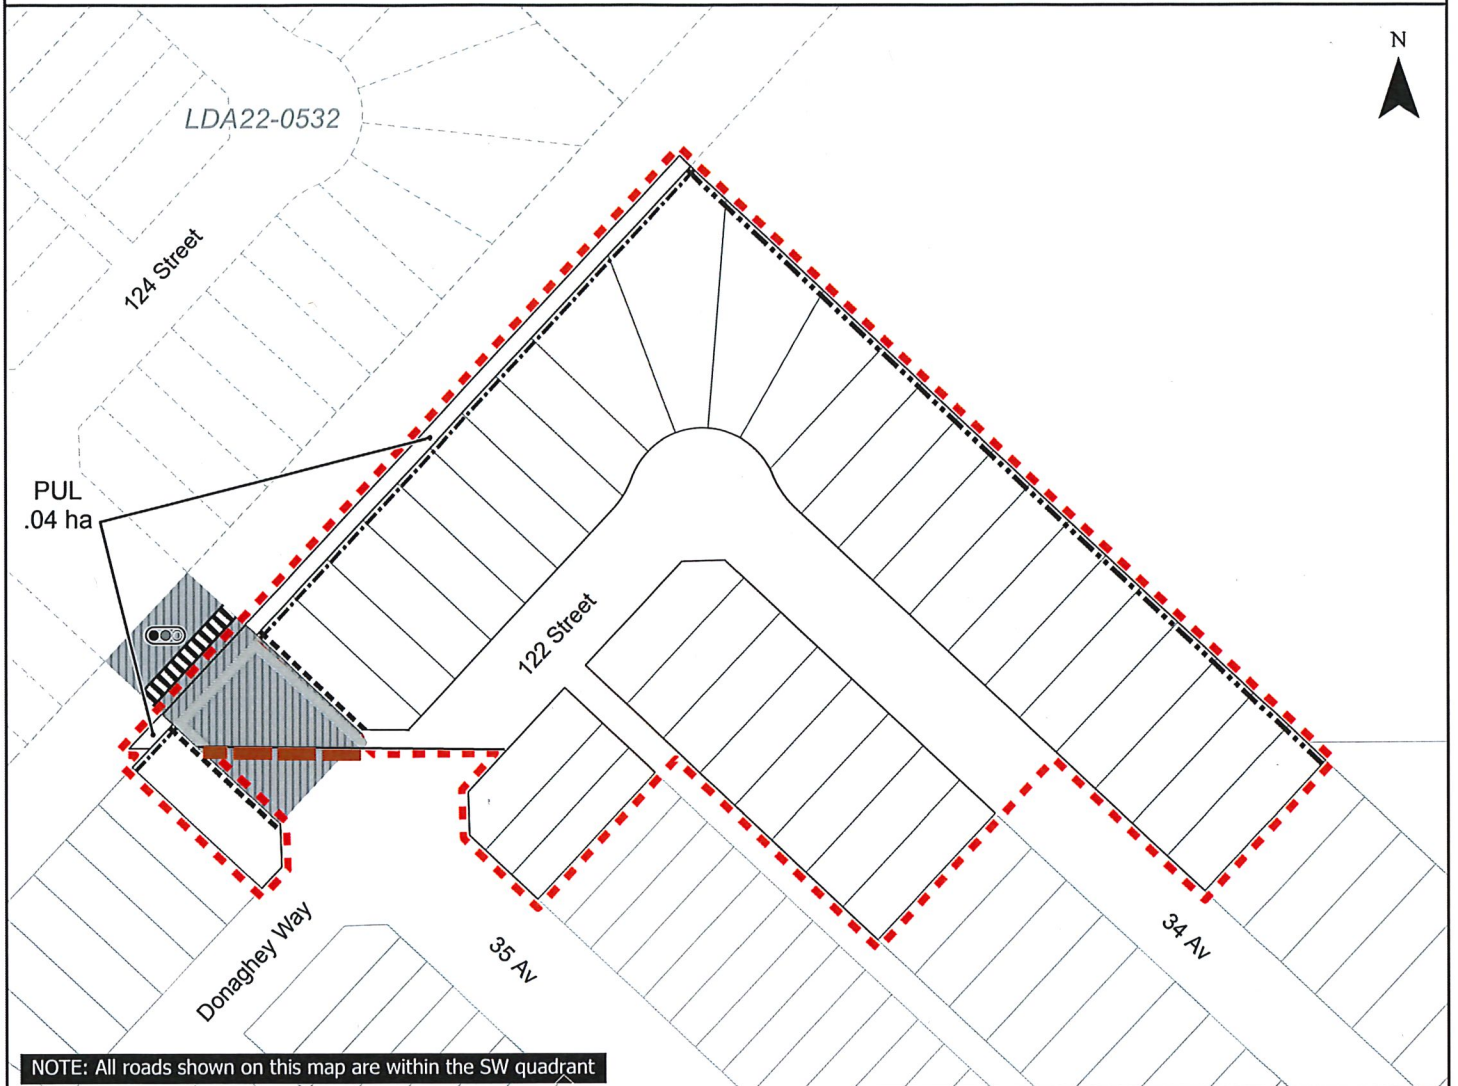 N
LDA22-0532
124 Street
PUL
.04 ha
122 Street
34 Av
35 Av
Donaghey Way
NOTE: All roads shown on this map are within the SW quadrant